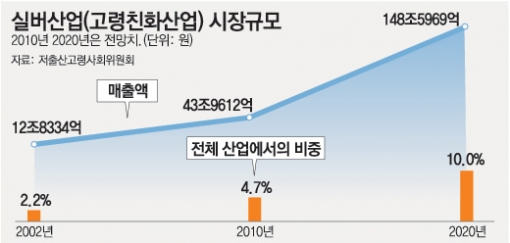 실버산업(고령친화산업) 시장규모
2010년 2020년은 전망치.(단위: 원)
자료: 저출산고령사회위원회
148조5969억
매출액
43조9612억
12조8334억
전체 산업에서의 비중
10.0%
4.7%
2.2%
2002년 2010년 2020년